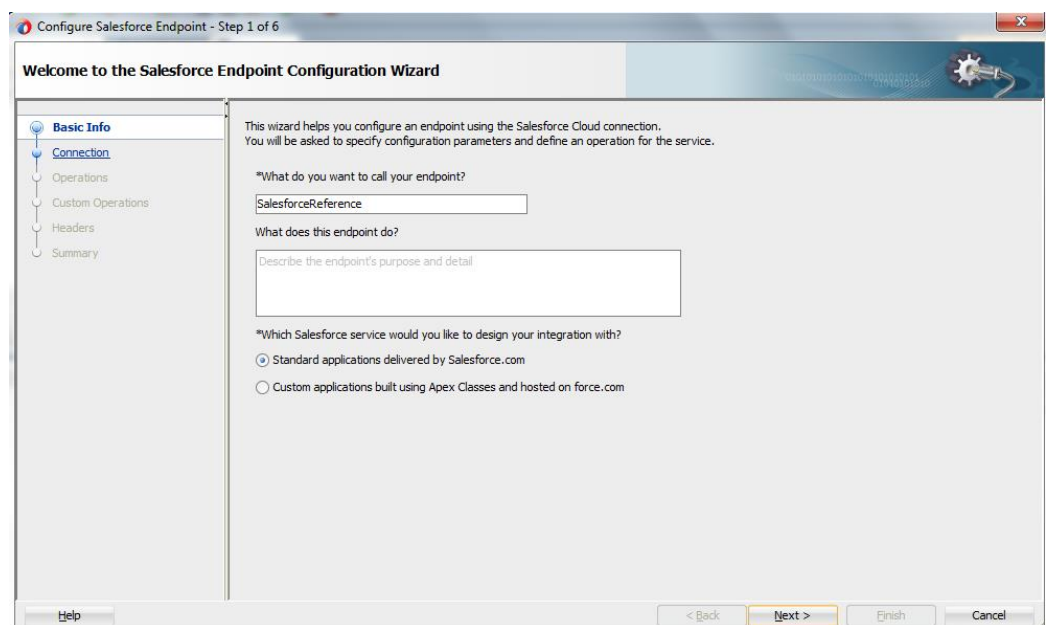 Configure Salesforce Endpoint - Step 1 of 6
Welcome to the Salesforce Endpoint Configuration Wizard
Basic Info
Connection
Operations
Custom Operations
Headers
Summary
This wizard helps you configure an endpoint using the Salesforce Cloud connection.
You will be asked to specify configuration parameters and define an operation for the service.
*What do you want to call your endpoint?
SalesforceReference
What does this endpoint do?
Describe the endpoint's purpose and detail
*Which Salesforce service would you like to design your integration with?
Standard applications delivered by Salesforce.com
Custom applications built using Apex Classes and hosted on force.com
Help
< Back
Next >
Finish
Cancel